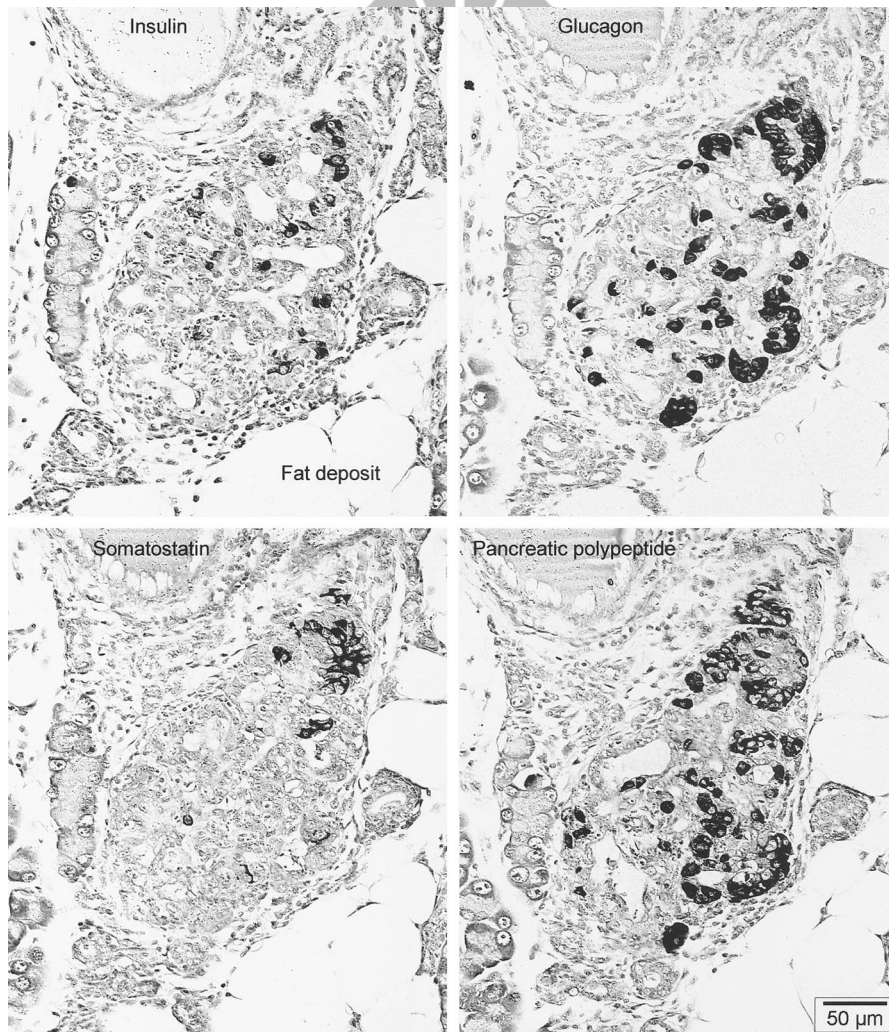 Insulin
Glucagon
Fat deposit
Somatostatin
Pancreatic polypeptide
50 µm